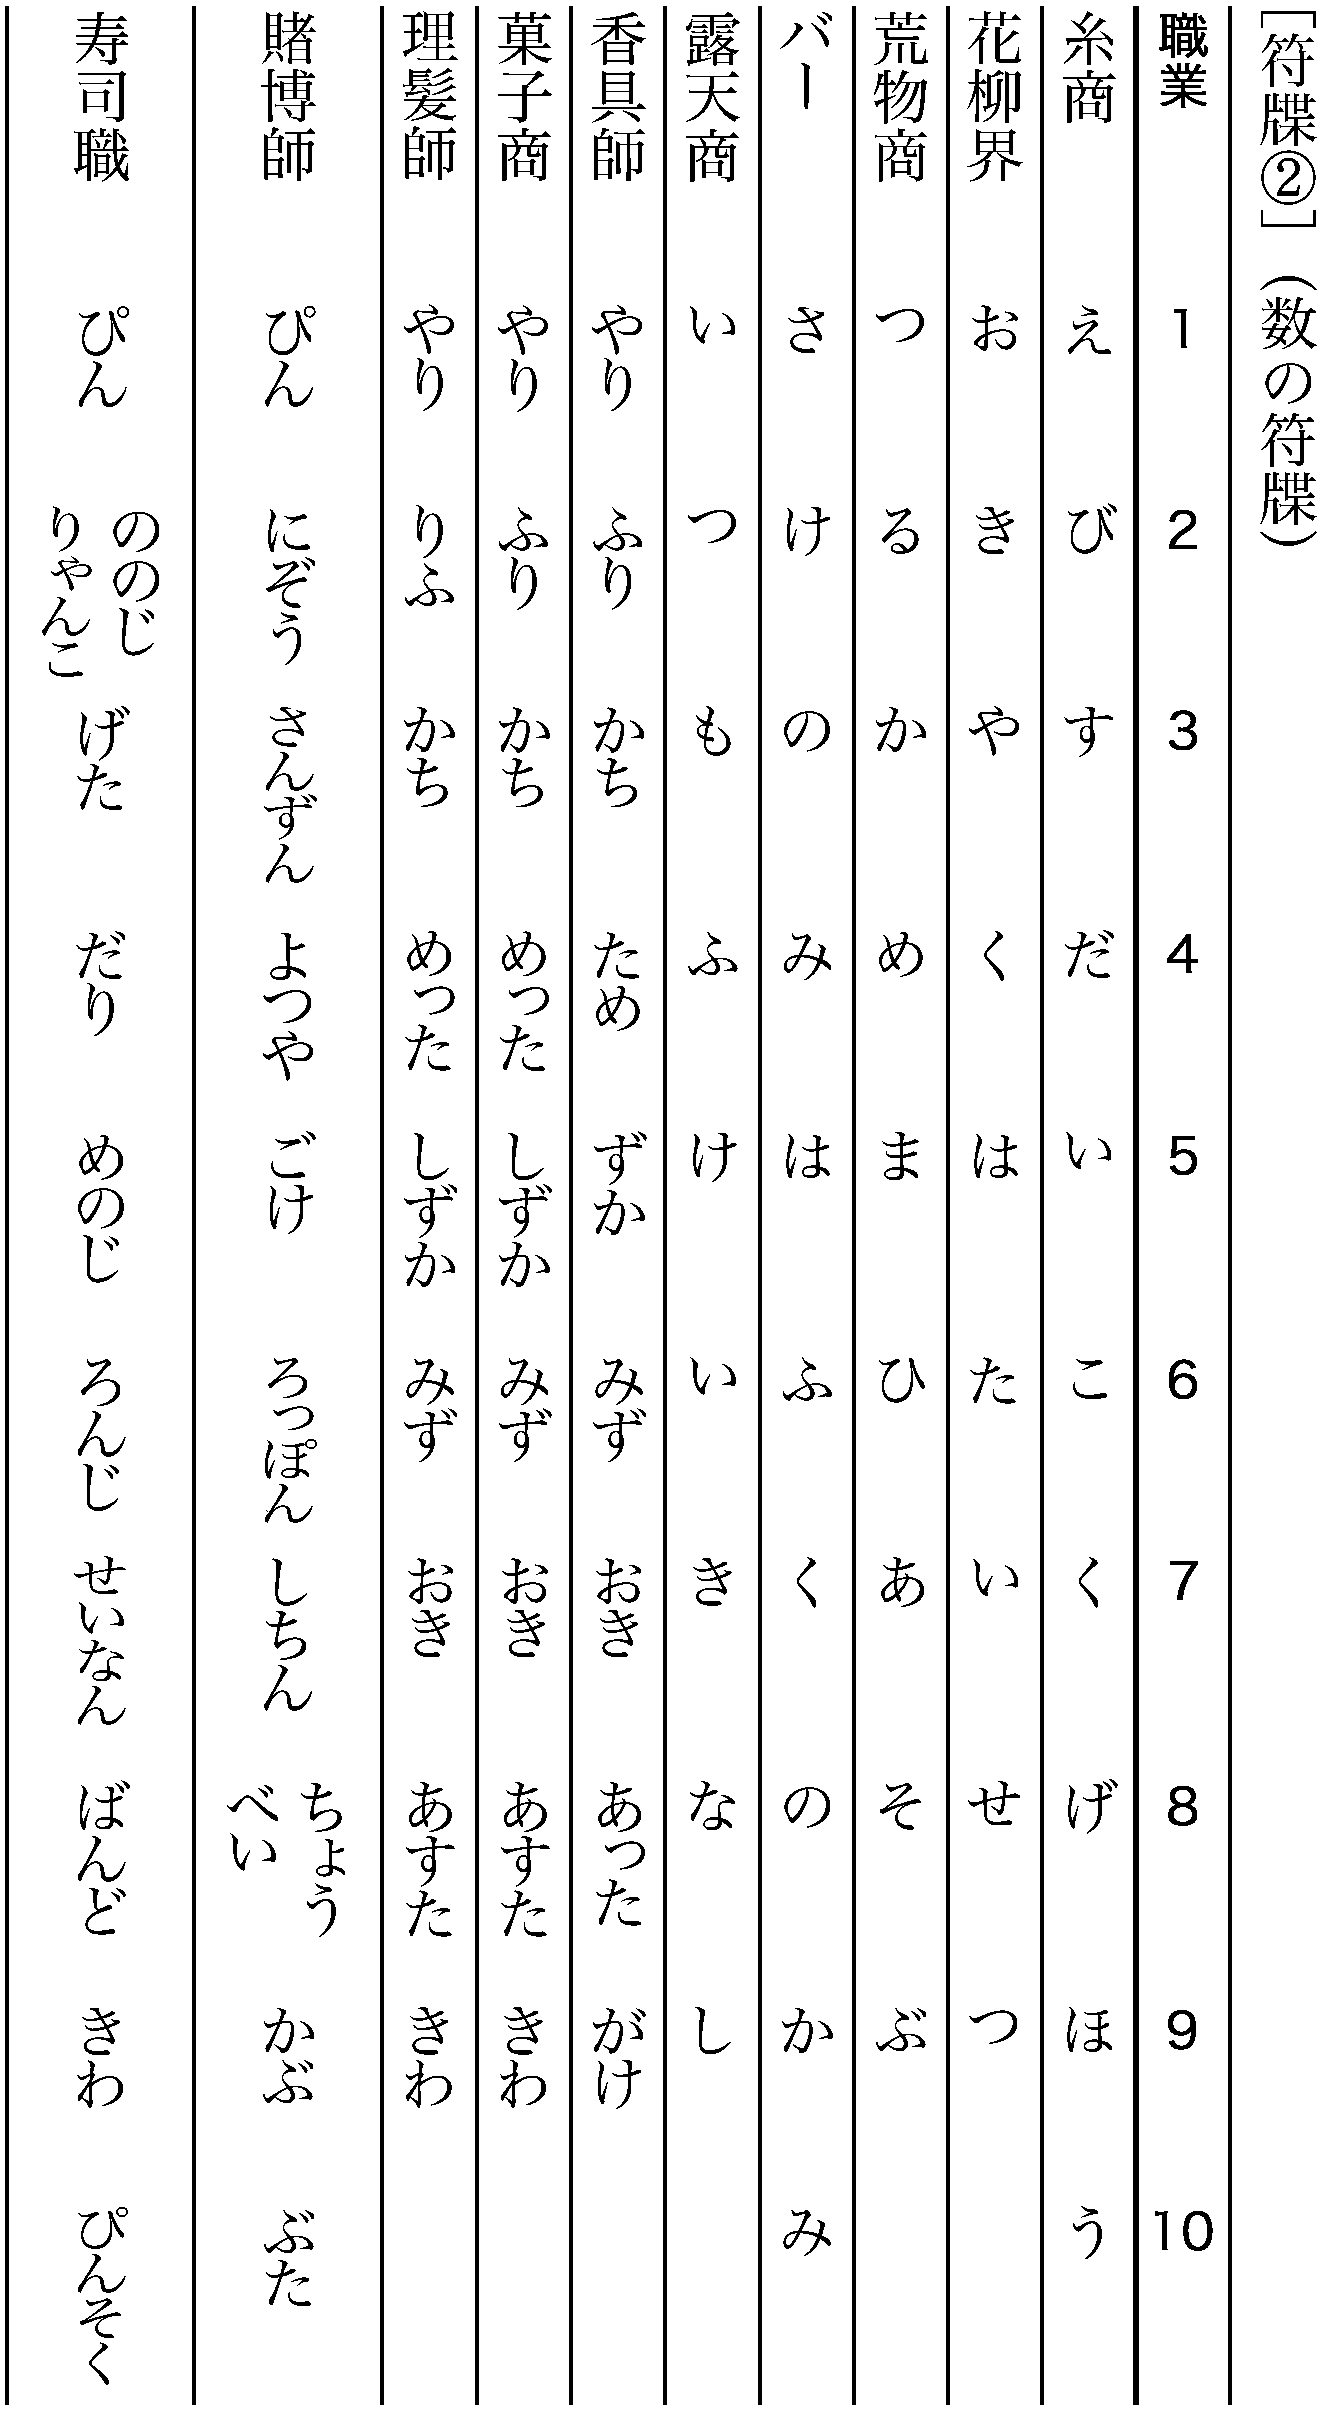 ［符牒②］（数の符牒）
職業 1 2 3 4 5 6 7 8 9 10
糸商 え び す だ い こ く げ ほ う
花柳界 お き や く は た い せ つ
荒物商 つ る か め ま ひ あ そ ぶ
バー さ け の み は ふ く の か み
露天商 い つ も ふ け い き な し
香具師 やり ふり かち ため ずか みず おき あった がけ
菓子商 やり ふり かち めった しずか みず おき あすた きわ
理髪師 やり りふ かち めった しずか みず おき あすた きわ
賭博師 ぴん にぞう さんずん よつや ごけ ろっぽん しちん ちょうべい かぶ ぶた
寿司職 ぴん ののじ りゃんこ げた だり めのじ ろんじ せいなん ばんど きわ ぴんそく